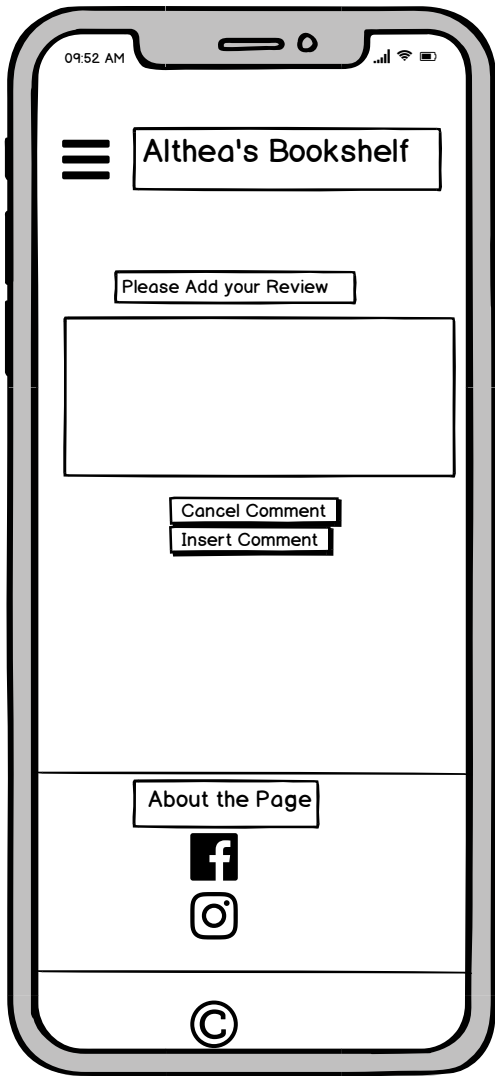 09:52 AM
Althea's Bookshelf
Please Add your Review
Cancel Comment
Insert Comment
About the Page
©